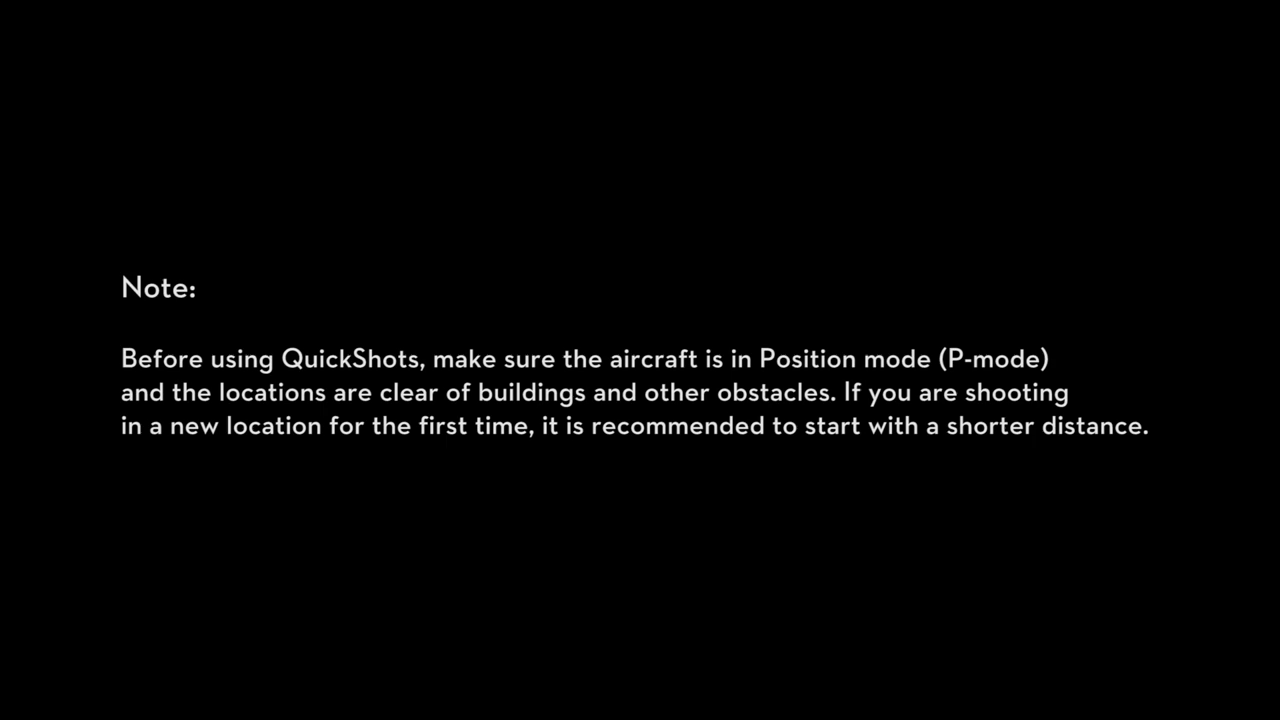 Note:
Before using QuickShots, make sure the aircraft is in Position mode (P-mode)
and the locations are clear of buildings and other obstacles. If you are shooting
in a new location for the first time, it is recommended to start with a shorter distance.